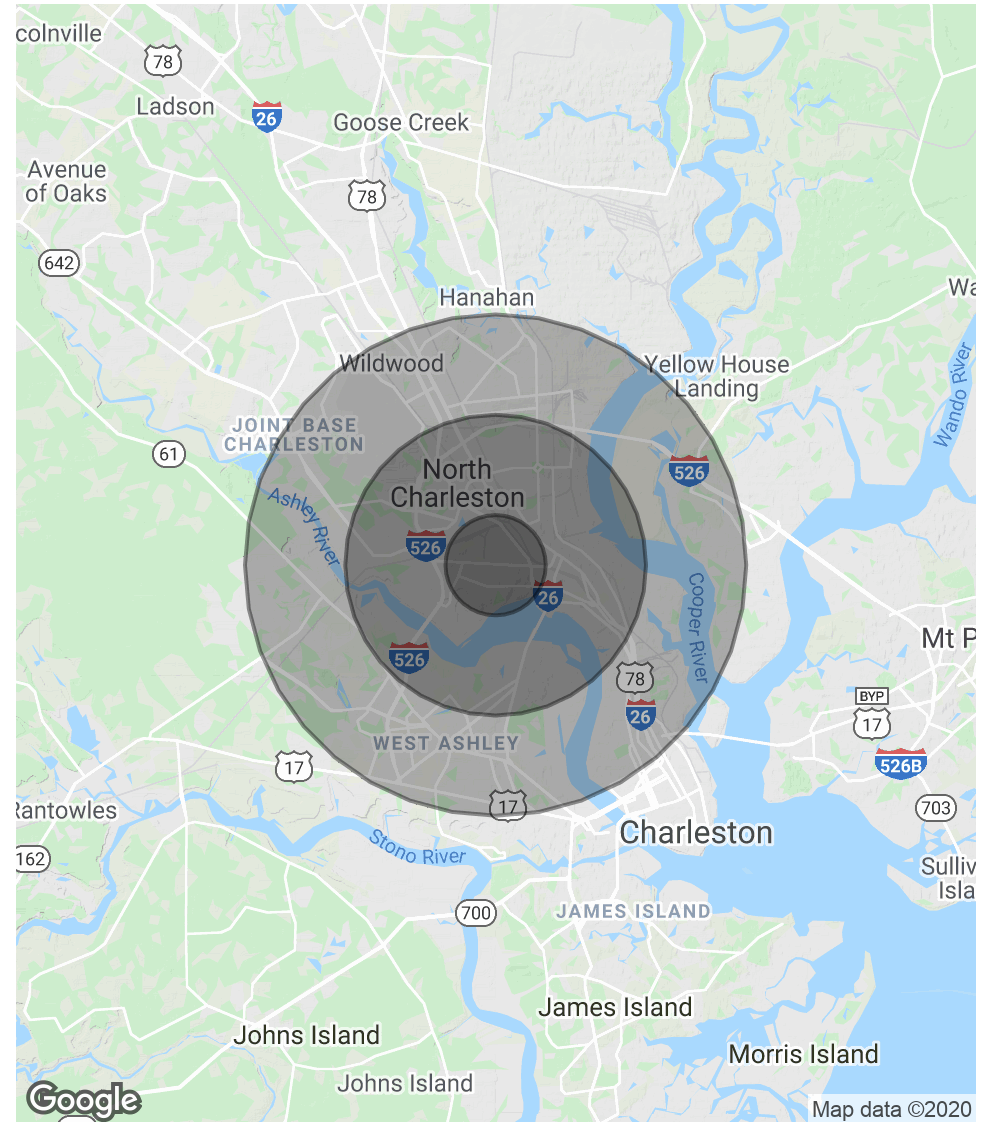 colnville
78
Ladson
26
Goose Creek
Avenue
of Oaks
78
642
Hanahan
Wa
Wildwood
Yellow House
Landing
Wando River
JOINT BASE
CHARLESTON
61
North
Charleston
526
Ashley River
526
26
Cooper River
Mt P
526
78
BYP
17
26
WEST ASHLEY
17
526B
17
703
Rantowles
Charleston
Stono River
162
Sulliv
Isla
700
JAMES ISLAND
James Island
Johns Island
Morris Island
Johns Island
Google
Map data ©2020